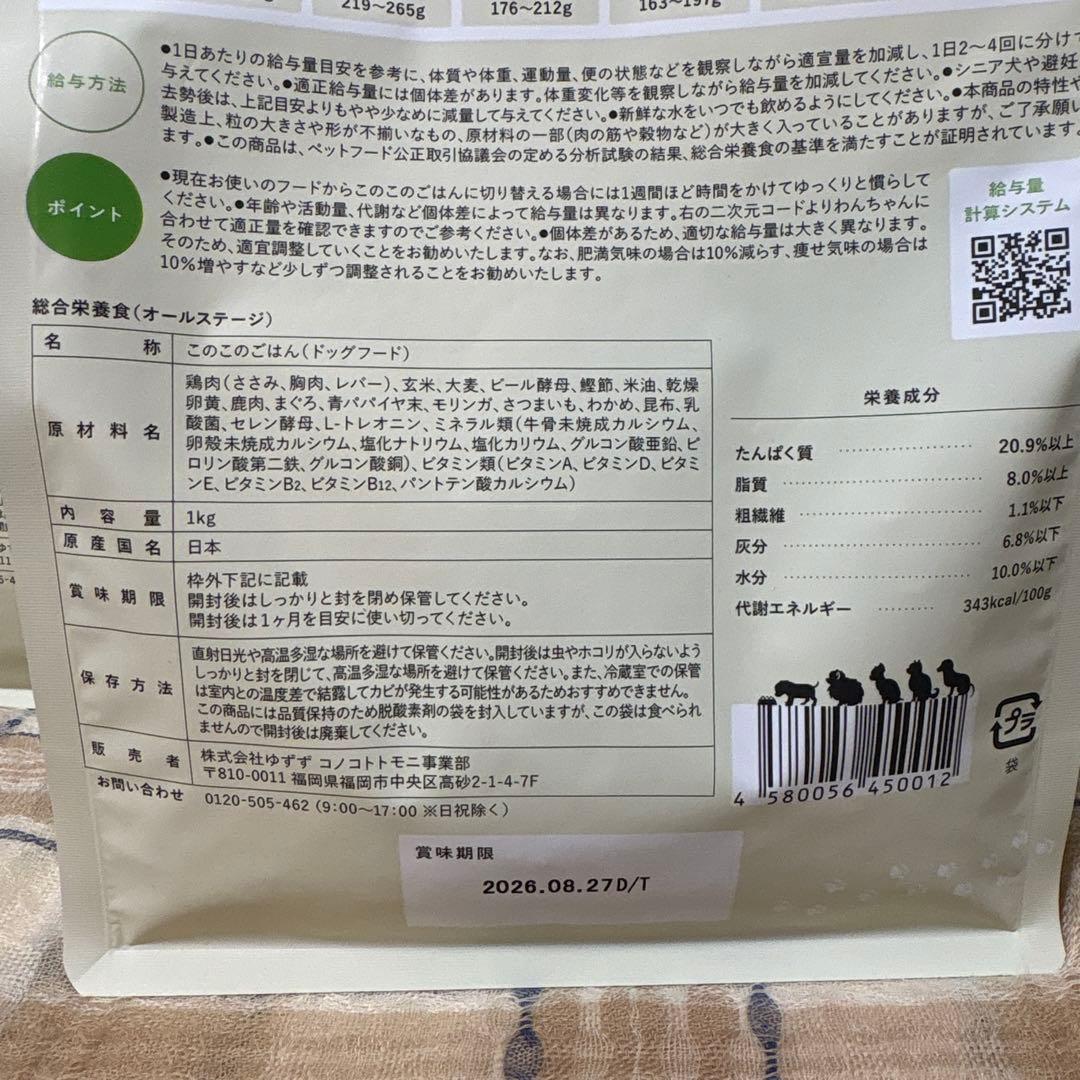 219〜265g
176〜212g
163〜197g
給与方法
●1日あたりの給与量目安を参考に、体質や体重、運動量、便の状態などを観察しながら適宜量を加減し、1日2〜4回に分けて
与えてください。●適正給与量には個体差があります。体重変化等を観察しながら給与量を加減してください。●シニア犬や避妊
去勢後は、上記目安よりもやや少なめに減量して与えてください。●新鮮な水をいつでも飲めるようにしてください。●本商品の特性や
製造上、粒の大きさや形が不揃いなもの、原材料の一部(肉の筋や穀物など)が大きく入っていることがありますが、ご了承願い
ます。●この商品は、ペットフード公正取引協議会の定める分析試験の結果、総合栄養食の基準を満たすことが証明されています。
ポイント
●現在お使いのフードからこのこのごはんに切り替える場合には1週間ほど時間をかけてゆっくりと慣らして
ください。●年齢や活動量、代謝など個体差によって給与量は異なります。右の二次元コードよりわんちゃんに
合わせて適正量を確認できますのでご参考ください。●個体差があるため、適切な給与量は大きく異なります。
そのため、適宜調整していくことをお勧めいたします。なお、肥満気味の場合は10%減らす、痩せ気味の場合は
10%増やすなど少しずつ調整されることをお勧めいたします。
給与量
計算システム
総合栄養食(オールステージ)
名称 このこのごはん(ドッグフード)
原材料名
鶏肉(ささみ、胸肉、レバー)、玄米、大麦、ビール酵母、鰹節、米油、乾燥
卵黄、鹿肉、まぐろ、青パパイヤ末、モリンガ、さつまいも、わかめ、昆布、乳
酸菌、セレン酵母、L-トレオニン、ミネラル類(牛骨未焼成カルシウム、
卵殻未焼成カルシウム、塩化ナトリウム、塩化カリウム、グルコン酸亜鉛、ピ
ロリン酸第二鉄、グルコン酸銅)、ビタミン類(ビタミンA、ビタミンD、ビタミ
ンE、ビタミンB2、ビタミンB12、パントテン酸カルシウム)
内容量 1kg
原産国名 日本
賞味期限
枠外下記に記載
開封後はしっかりと封を閉め保管してください。
開封後は1ヶ月を目安に使い切ってください。
保存方法
直射日光や高温多湿な場所を避けて保管ください。開封後は虫やホコリが入らないよう
しっかりと封を閉じて、高温多湿な場所を避けて保管ください。また、冷蔵室での保管
は室内との温度差で結露してカビが発生する可能性があるためおすすめできません。
この商品には品質保持のため脱酸素剤の袋を封入していますが、この袋は食べられ
ませんので開封後は廃棄してください。
販売者
株式会社ゆずず コノコトトモニ事業部
〒810-0011 福岡県福岡市中央区高砂2-1-4-7F
お問い合わせ 0120-505-462 (9:00〜17:00 ※日祝除く)
栄養成分
たんぱく質 20.9%以上
脂質 8.0%以上
粗繊維 1.1%以下
灰分 6.8%以下
水分 10.0%以下
代謝エネルギー 343kcal/100g
4 580056 450012
プラ
袋
賞味期限
2026.08.27D/T